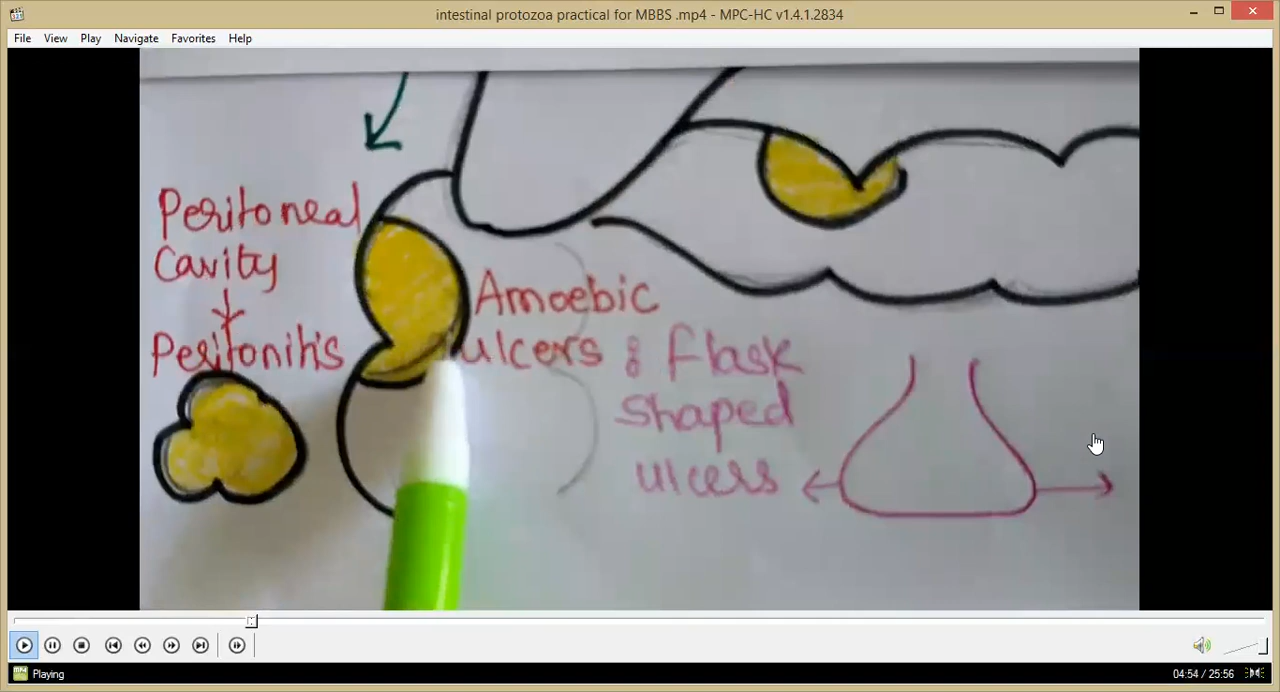 intestinal protozoa practical for MBBS .mp4 - MPC-HC v1.4.1.2834
File View Play Navigate Favorites Help
Peritoneal
Cavity
Peritonitis
Amoebic
ulcers : flask
shaped
ulcers
Playing
04:54 / 25:56